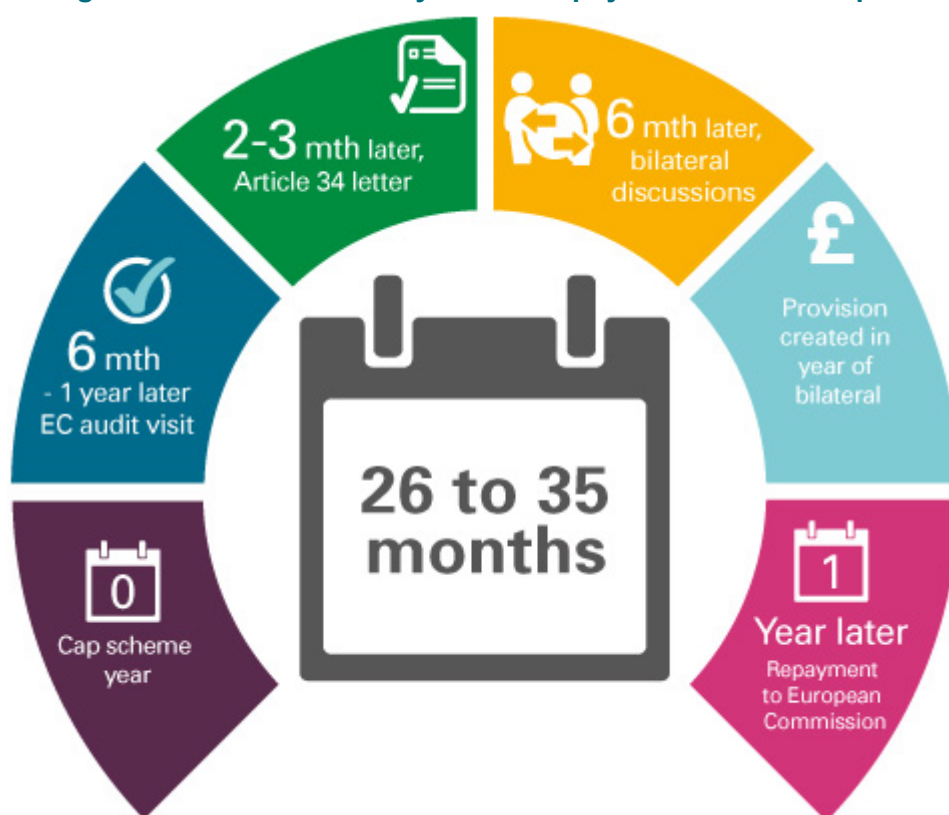 0
Cap scheme
year
6 mth
- 1 year later
EC audit visit
2-3 mth later,
Article 34 letter
6 mth later,
bilateral
discussions
£
Provision
created in
year of
bilateral
1
Year later
Repayment
to European
Commission
26 to 35
months